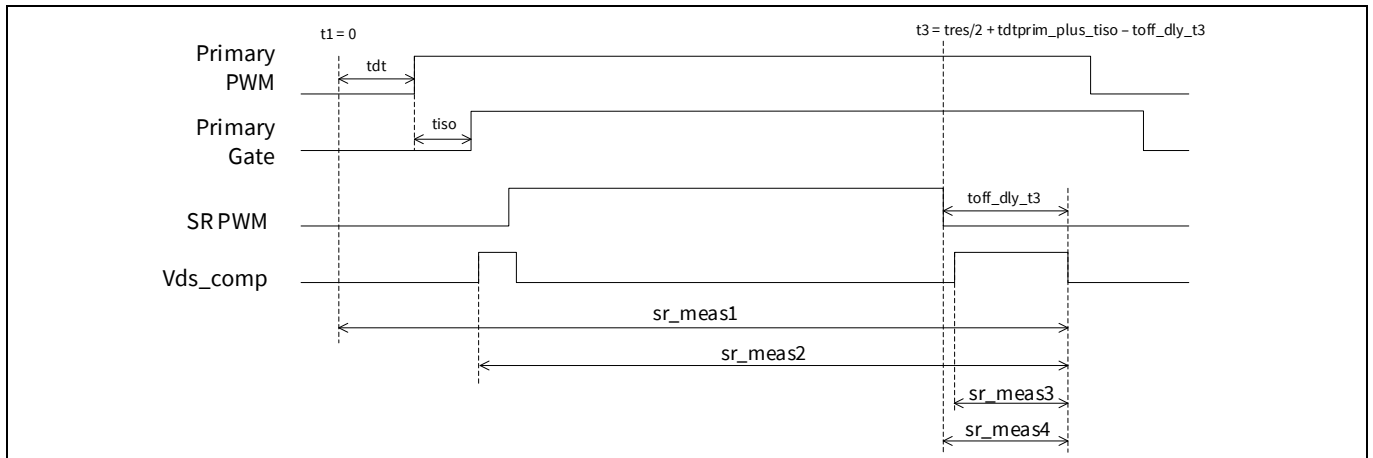 t1 = 0
t3 = tres/2 + tdtprim_plus_tiso – toff_dly_t3
Primary
PWM
tdt
Primary
Gate
tiso
SR PWM
toff_dly_t3
Vds_comp
sr_meas1
sr_meas2
sr_meas3
sr_meas4